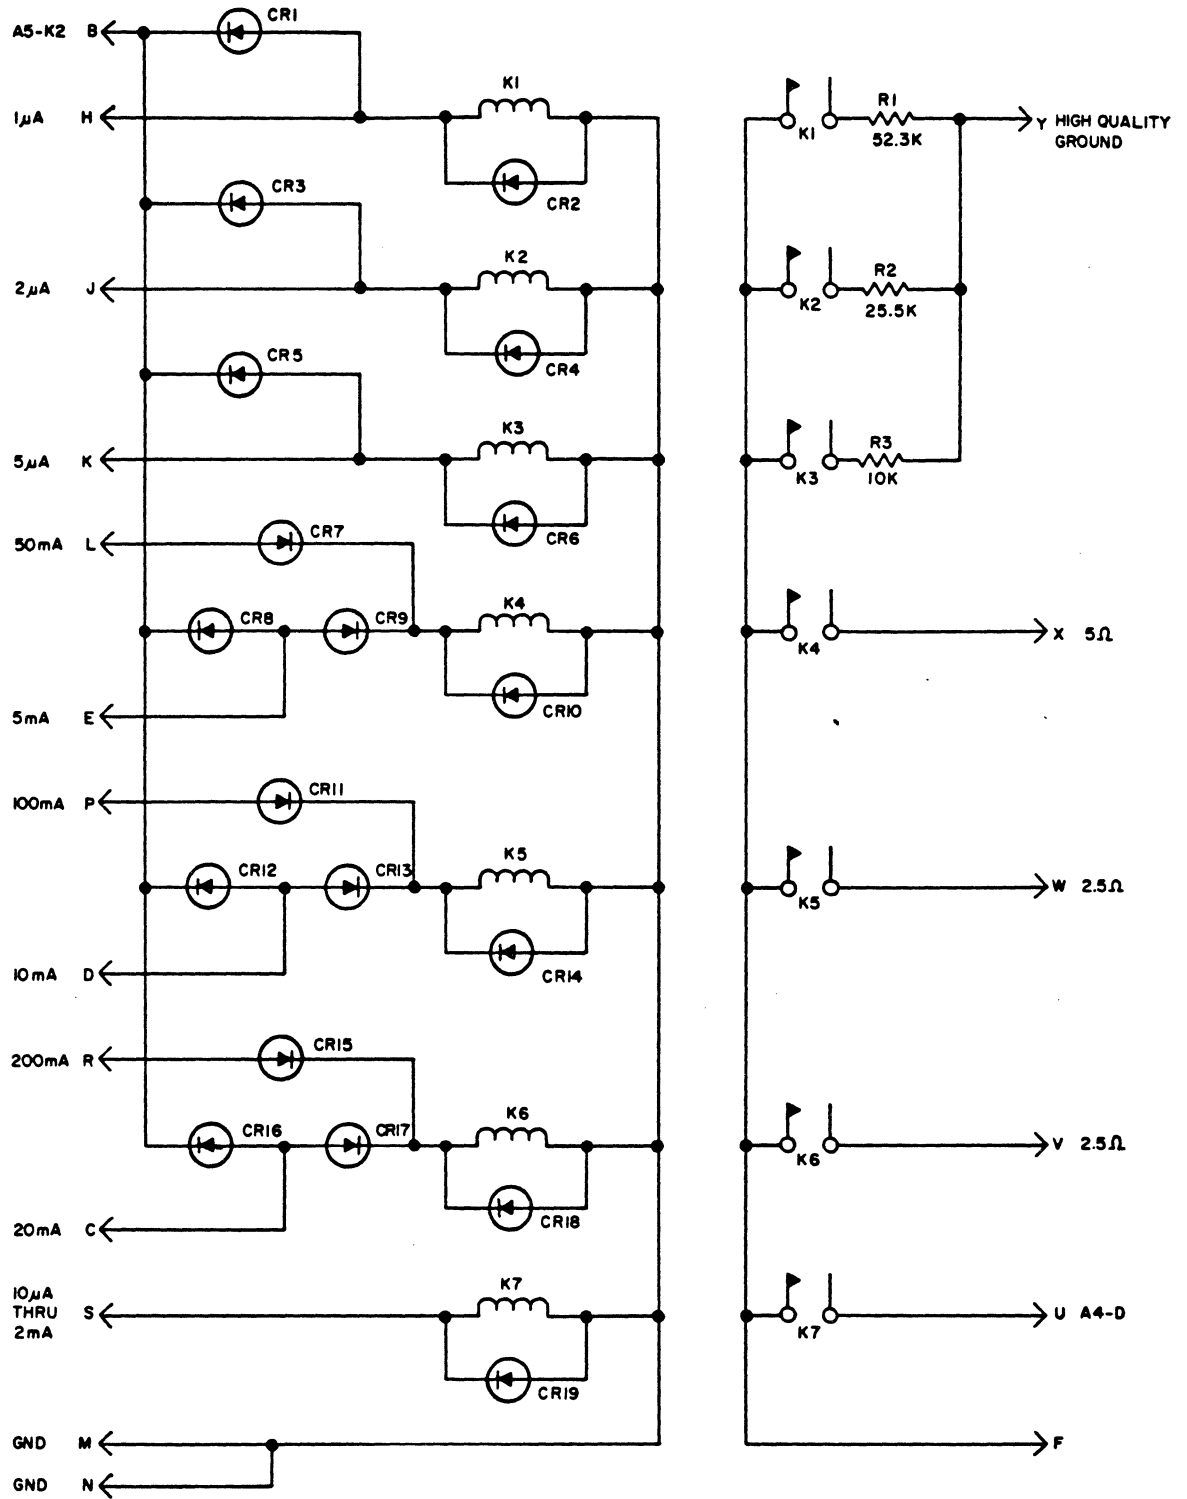 A5-K2 B
CR1
1µA H
K1
CR2
CR3
2µA J
K2
CR4
CR5
5µA K
K3
CR6
50mA L
CR7
CR8
CR9
K4
CR10
5mA E
100mA P
CR11
CR12
CR13
K5
CR14
10mA D
200mA R
CR15
CR16
CR17
K6
CR18
20mA C
10µA
THRU S
2mA
K7
CR19
GND M
GND N
K1
R1
52.3K
Y HIGH QUALITY
GROUND
K2
R2
25.5K
K3
R3
10K
K4
X 5Ω
K5
W 2.5Ω
K6
V 2.5Ω
K7
U A4-D
F